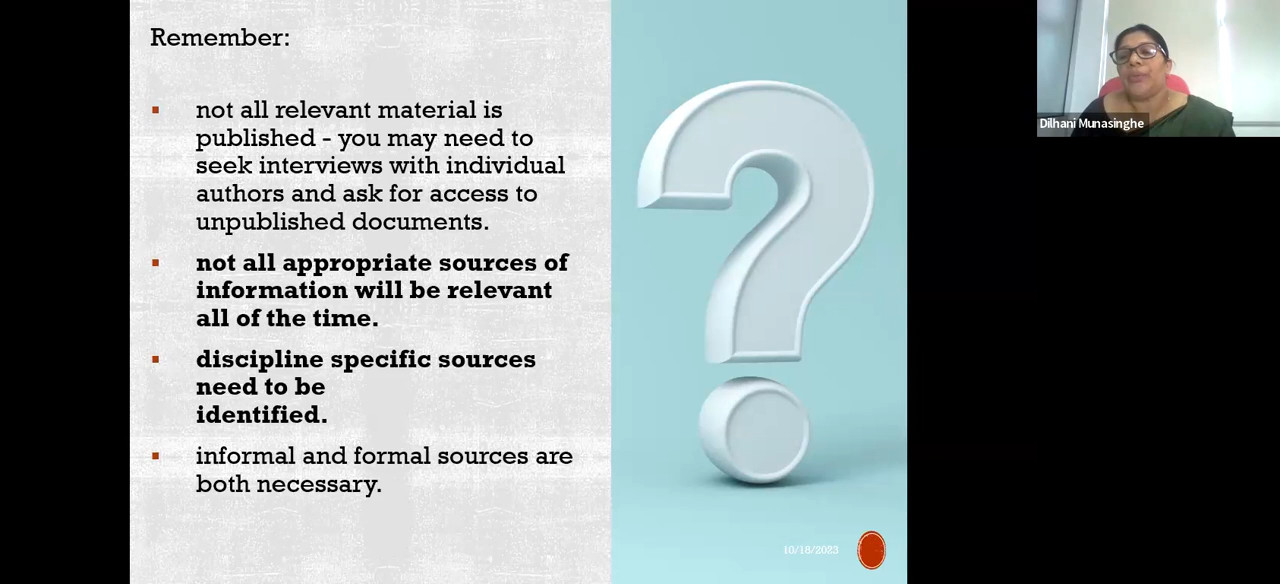 Remember:
not all relevant material is
published - you may need to
seek interviews with individual
authors and ask for access to
unpublished documents.
not all appropriate sources of
information will be relevant
all of the time.
discipline specific sources
need to be
identified.
informal and formal sources are
both necessary.
10/18/2023
Dilhani Munasinghe